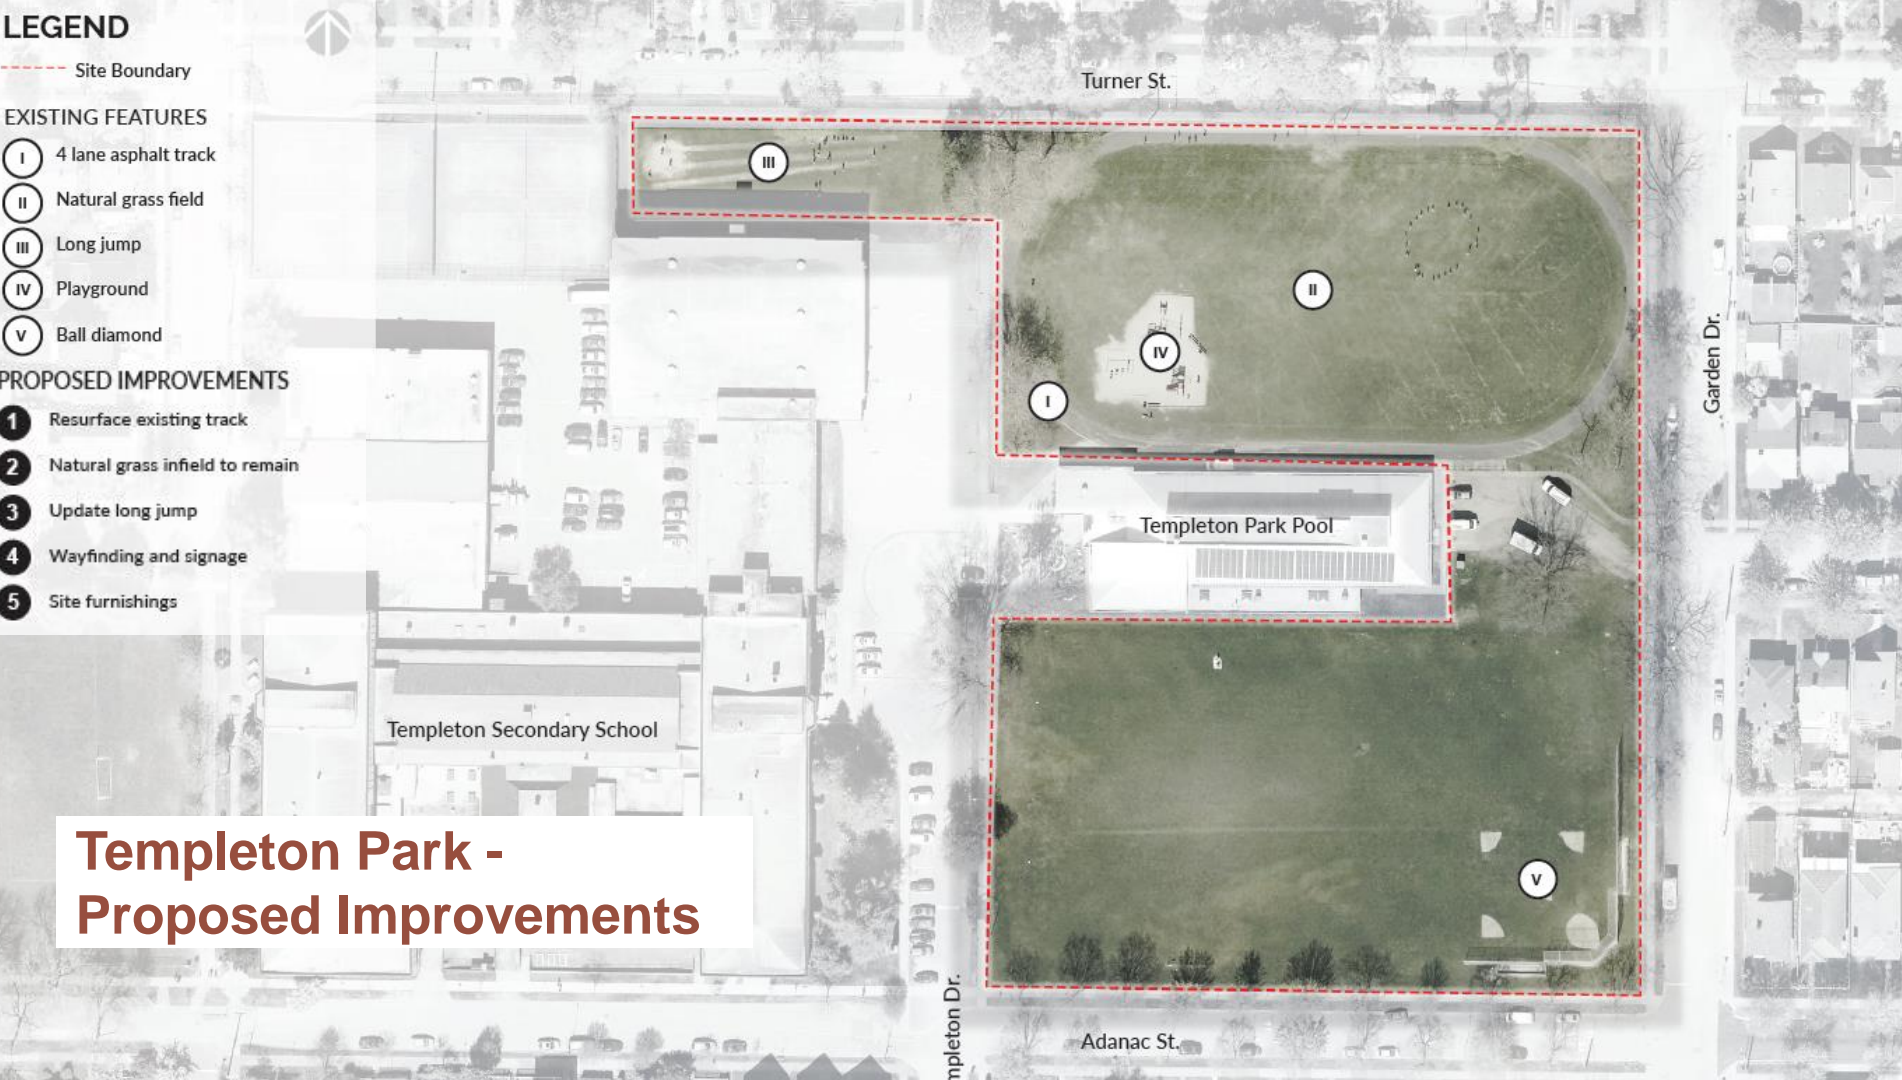 LEGEND
Site Boundary
EXISTING FEATURES
I 4 lane asphalt track
II Natural grass field
III Long jump
IV Playground
V Ball diamond
PROPOSED IMPROVEMENTS
1 Resurface existing track
2 Natural grass infield to remain
3 Update long jump
4 Wayfinding and signage
5 Site furnishings
Turner St.
III
II
IV
I
Garden Dr.
Templeton Park Pool
Templeton Secondary School
V
Templeton Park -
Proposed Improvements
mpleton Dr.
Adanac St.